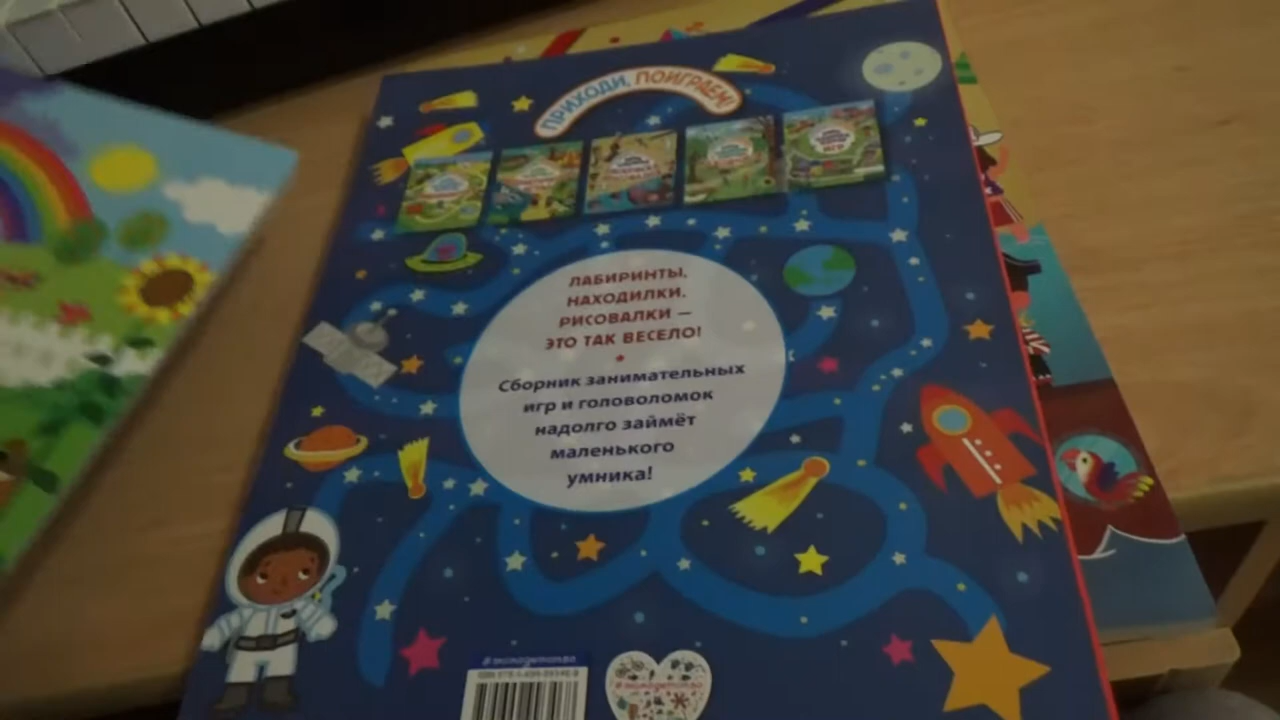 ПРИХОДИ, ПОИГРАЕМ!
ЛАБИРИНТЫ,
НАХОДИЛКИ,
РИСОВАЛКИ —
ЭТО ТАК ВЕСЕЛО!
Сборник занимательных
игр и головоломок
надолго займёт
маленького
умника!